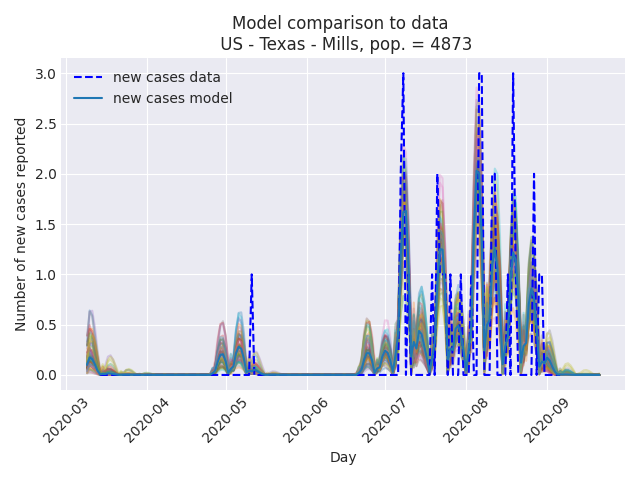 Model comparison to data
US - Texas - Mills, pop. = 4873
new cases data
new cases model
Number of new cases reported
3.0
2.5
2.0
1.5
1.0
0.5
0.0
2020-03
2020-04
2020-05
2020-06
2020-07
2020-08
2020-09
Day